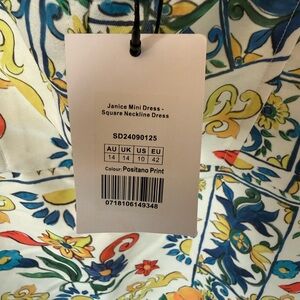 Janice Mini Dress -
Square Neckline Dress
SD24090125
AU UK US EU
14 14 10 42
Colour: Positano Print
0718106149348